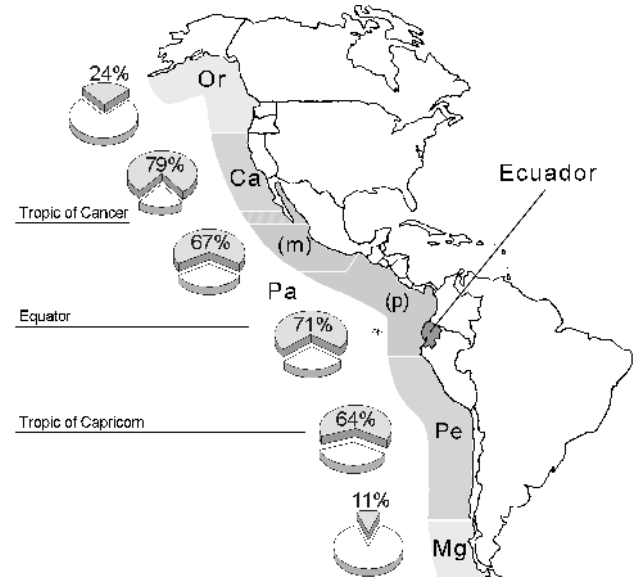 24%
Or
79%
Ca
Ecuador
Tropic of Cancer
67%
(m)
Pa
(p)
Equator
71%
Tropic of Capricorn
64%
Pe
11%
Mg